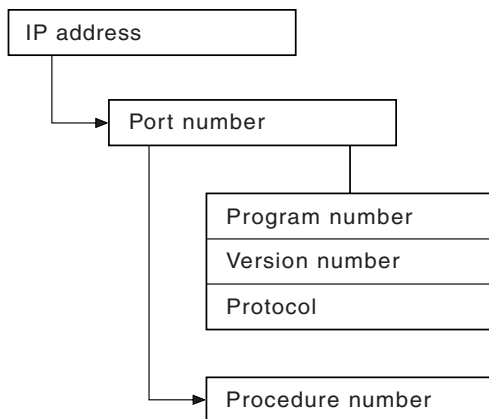 IP address
Port number
Program number
Version number
Protocol
Procedure number